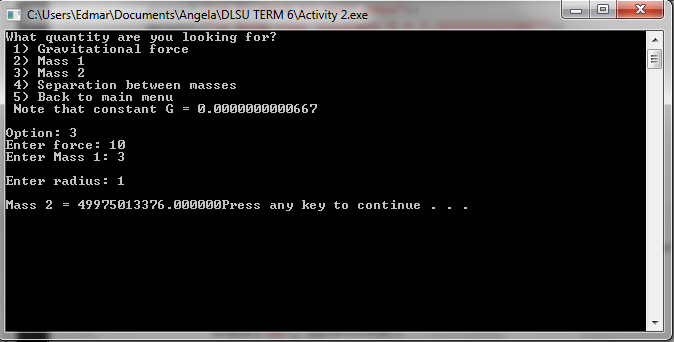 C:\Users\Edmar\Documents\Angela\DLSU TERM 6\Activity 2.exe
What quantity are you looking for?
1) Gravitational force
2) Mass 1
3) Mass 2
4) Separation between masses
5) Back to main menu
Note that constant G = 0.0000000000667
Option: 3
Enter force: 10
Enter Mass 1: 3
Enter radius: 1
Mass 2 = 49975013376.000000Press any key to continue . . .